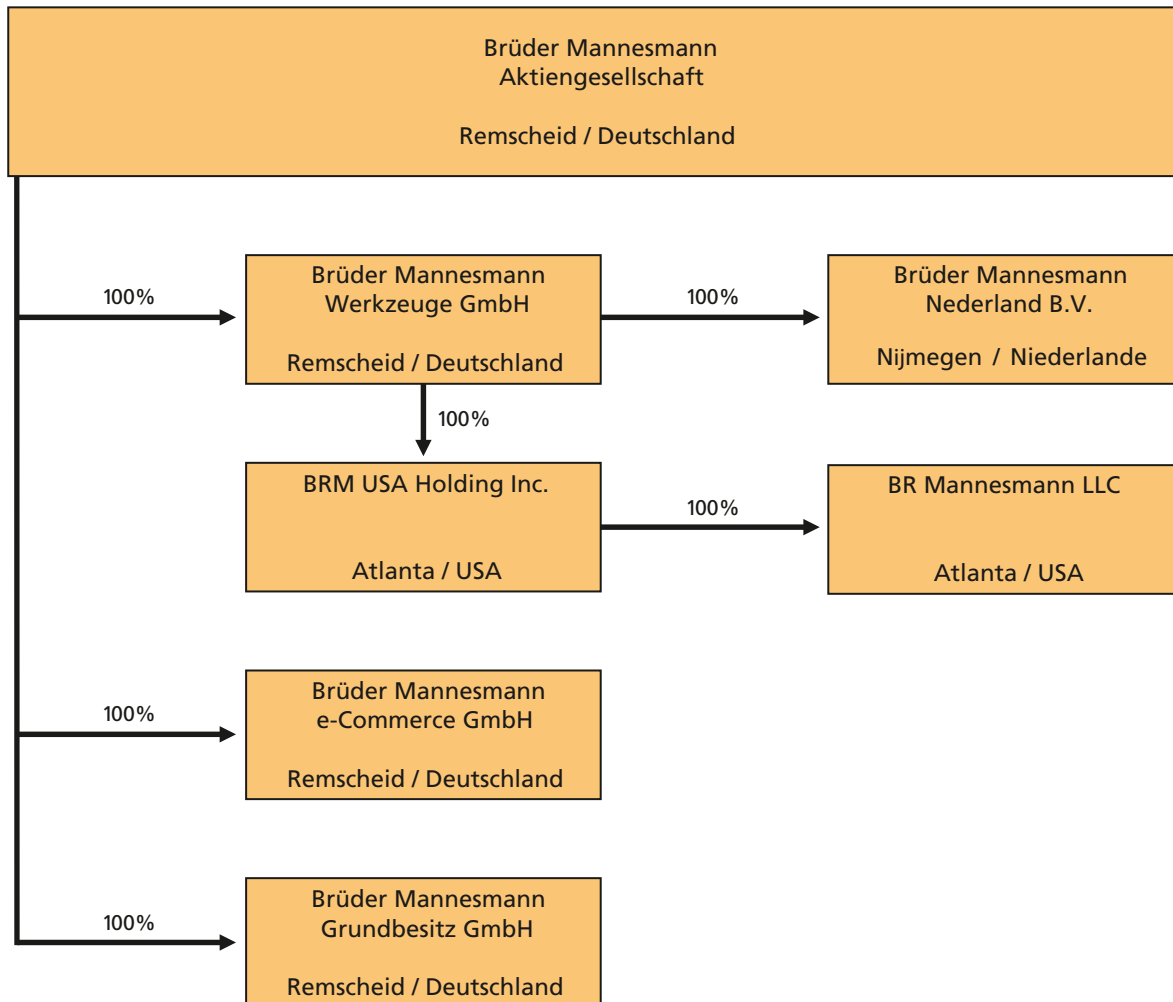 Brüder Mannesmann
Aktiengesellschaft
Remscheid / Deutschland
100%
Brüder Mannesmann
Werkzeuge GmbH
Remscheid / Deutschland
100%
Brüder Mannesmann
Nederland B.V.
Nijmegen / Niederlande
100%
BRM USA Holding Inc.
Atlanta / USA
100%
BR Mannesmann LLC
Atlanta / USA
100%
Brüder Mannesmann
e-Commerce GmbH
Remscheid / Deutschland
100%
Brüder Mannesmann
Grundbesitz GmbH
Remscheid / Deutschland